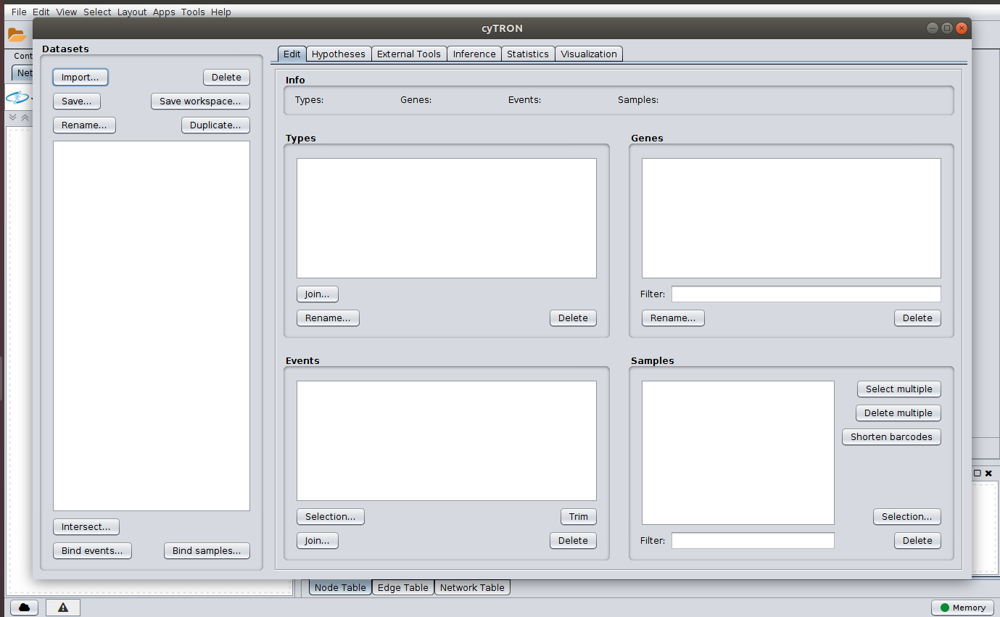 File Edit View Select Layout Apps Tools Help
cyTRON
Cont
Net
Datasets
Import...
Delete
Save...
Save workspace...
Rename...
Duplicate...
Intersect...
Bind events...
Bind samples...
Edit
Hypotheses
External Tools
Inference
Statistics
Visualization
Info
Types:
Genes:
Events:
Samples:
Types
Join...
Rename...
Delete
Genes
Filter:
Rename...
Delete
Events
Selection...
Trim
Join...
Delete
Samples
Select multiple
Delete multiple
Shorten barcodes
Selection...
Filter:
Delete
Node Table
Edge Table
Network Table
Memory